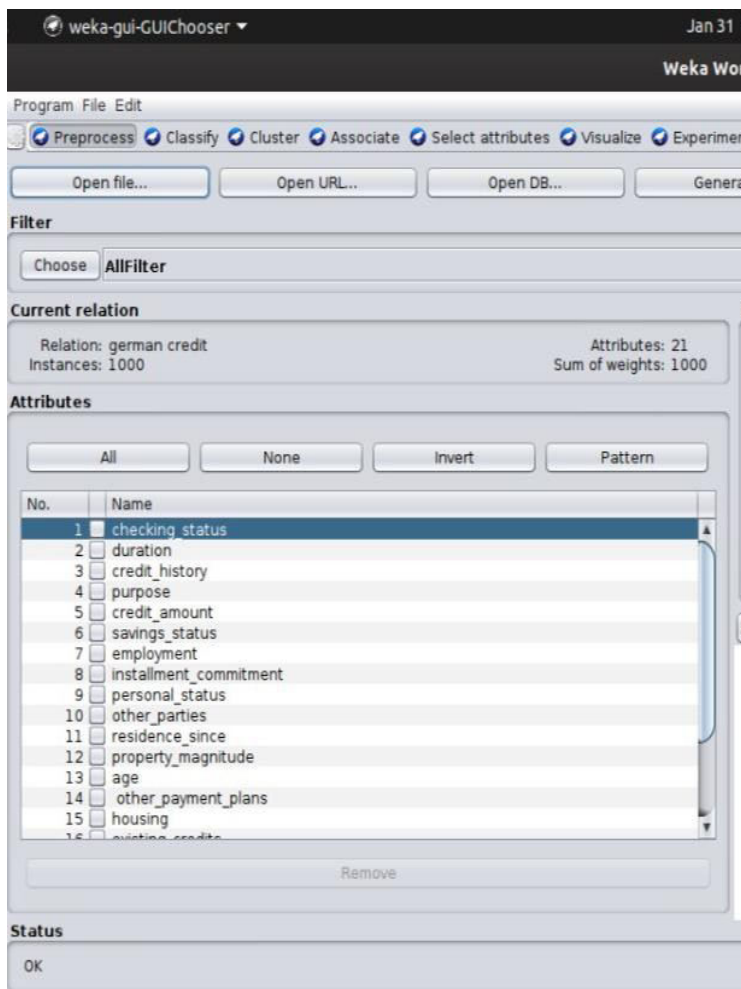 weka-gui-GUIChooser Jan 31
Weka Wor
Program File Edit
Preprocess Classify Cluster Associate Select attributes Visualize Experimen
Open file... Open URL... Open DB... Genera
Filter
Choose AllFilter
Current relation
Relation: german credit Attributes: 21
Instances: 1000 Sum of weights: 1000
Attributes
All None Invert Pattern
No. Name
1 checking_status
2 duration
3 credit_history
4 purpose
5 credit_amount
6 savings_status
7 employment
8 installment_commitment
9 personal_status
10 other_parties
11 residence_since
12 property_magnitude
13 age
14 other_payment_plans
15 housing
16 existing_credits
Remove
Status
OK